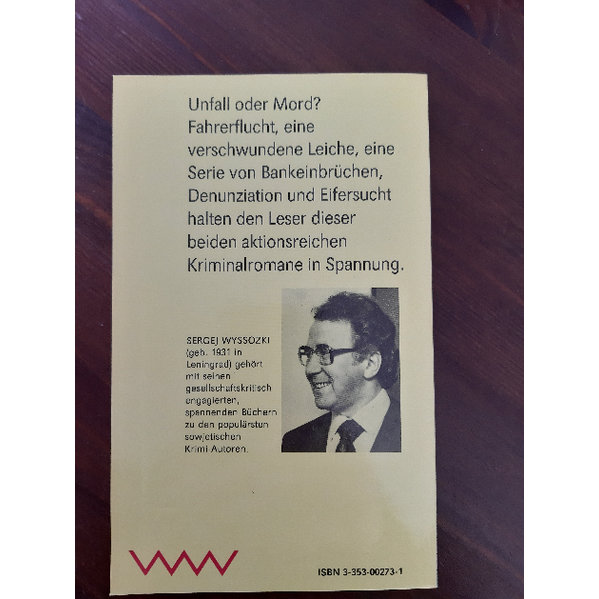 Unfall oder Mord?
Fahrerflucht, eine
verschwundene Leiche, eine
Serie von Bankeinbrüchen,
Denunziation und Eifersucht
halten den Leser dieser
beiden aktionsreichen
Kriminalromane in Spannung.
SERGEJ WYSSOZKI
(geb. 1931 in
Leningrad) gehört
mit seinen
gesellschaftskritisch
engagierten,
spannenden Büchern
zu den populärsten
sowjetischen
Krimi-Autoren.
ISBN 3-353-00273-1